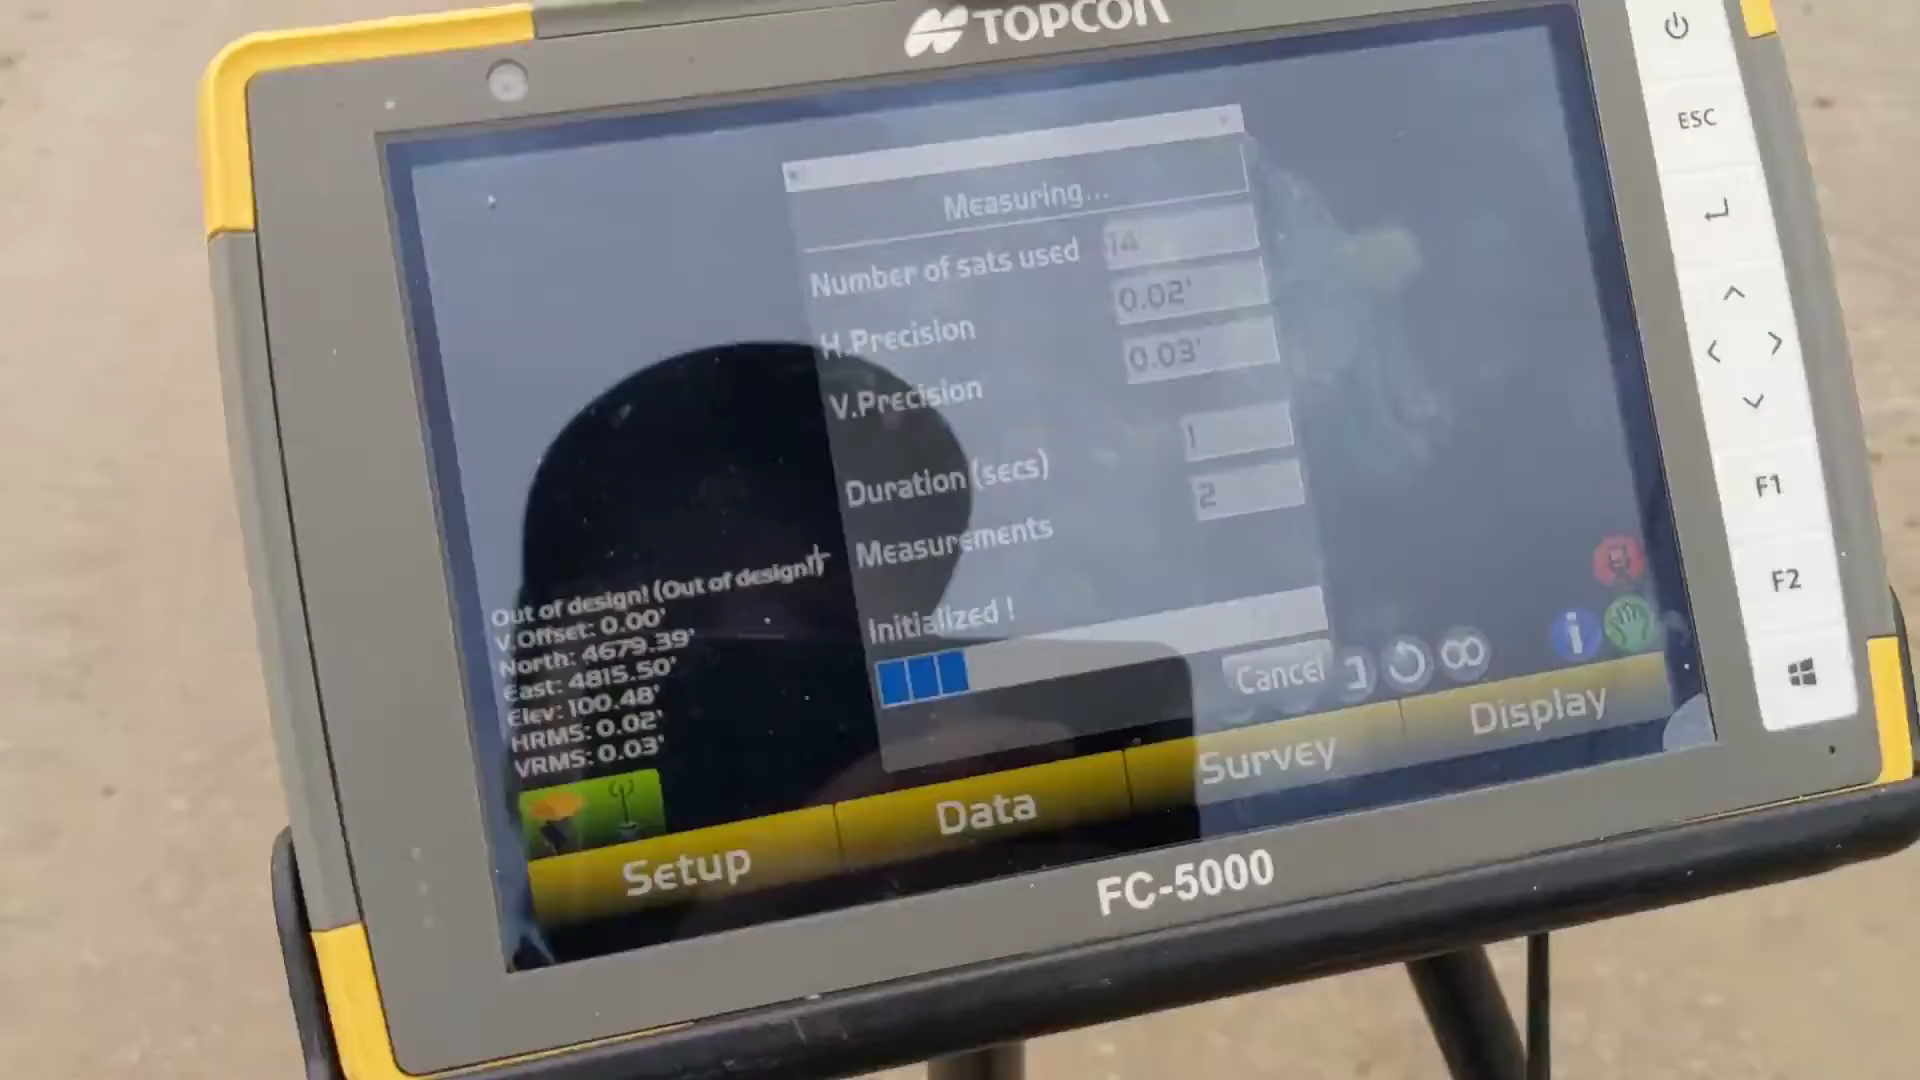 TOPCON
Measuring...
Number of sats used 14
H.Precision 0.02'
V.Precision 0.03'
Duration (secs) 1
Measurements 2
Initialized !
Cancel
Out of design! (Out of design!)
V.Offset: 0.00'
North: 4679.39'
East: 4815.50'
Elev: 100.48'
HRMS: 0.02'
VRMS: 0.03'
Setup
Data
Survey
Display
FC-5000
ESC
F1
F2